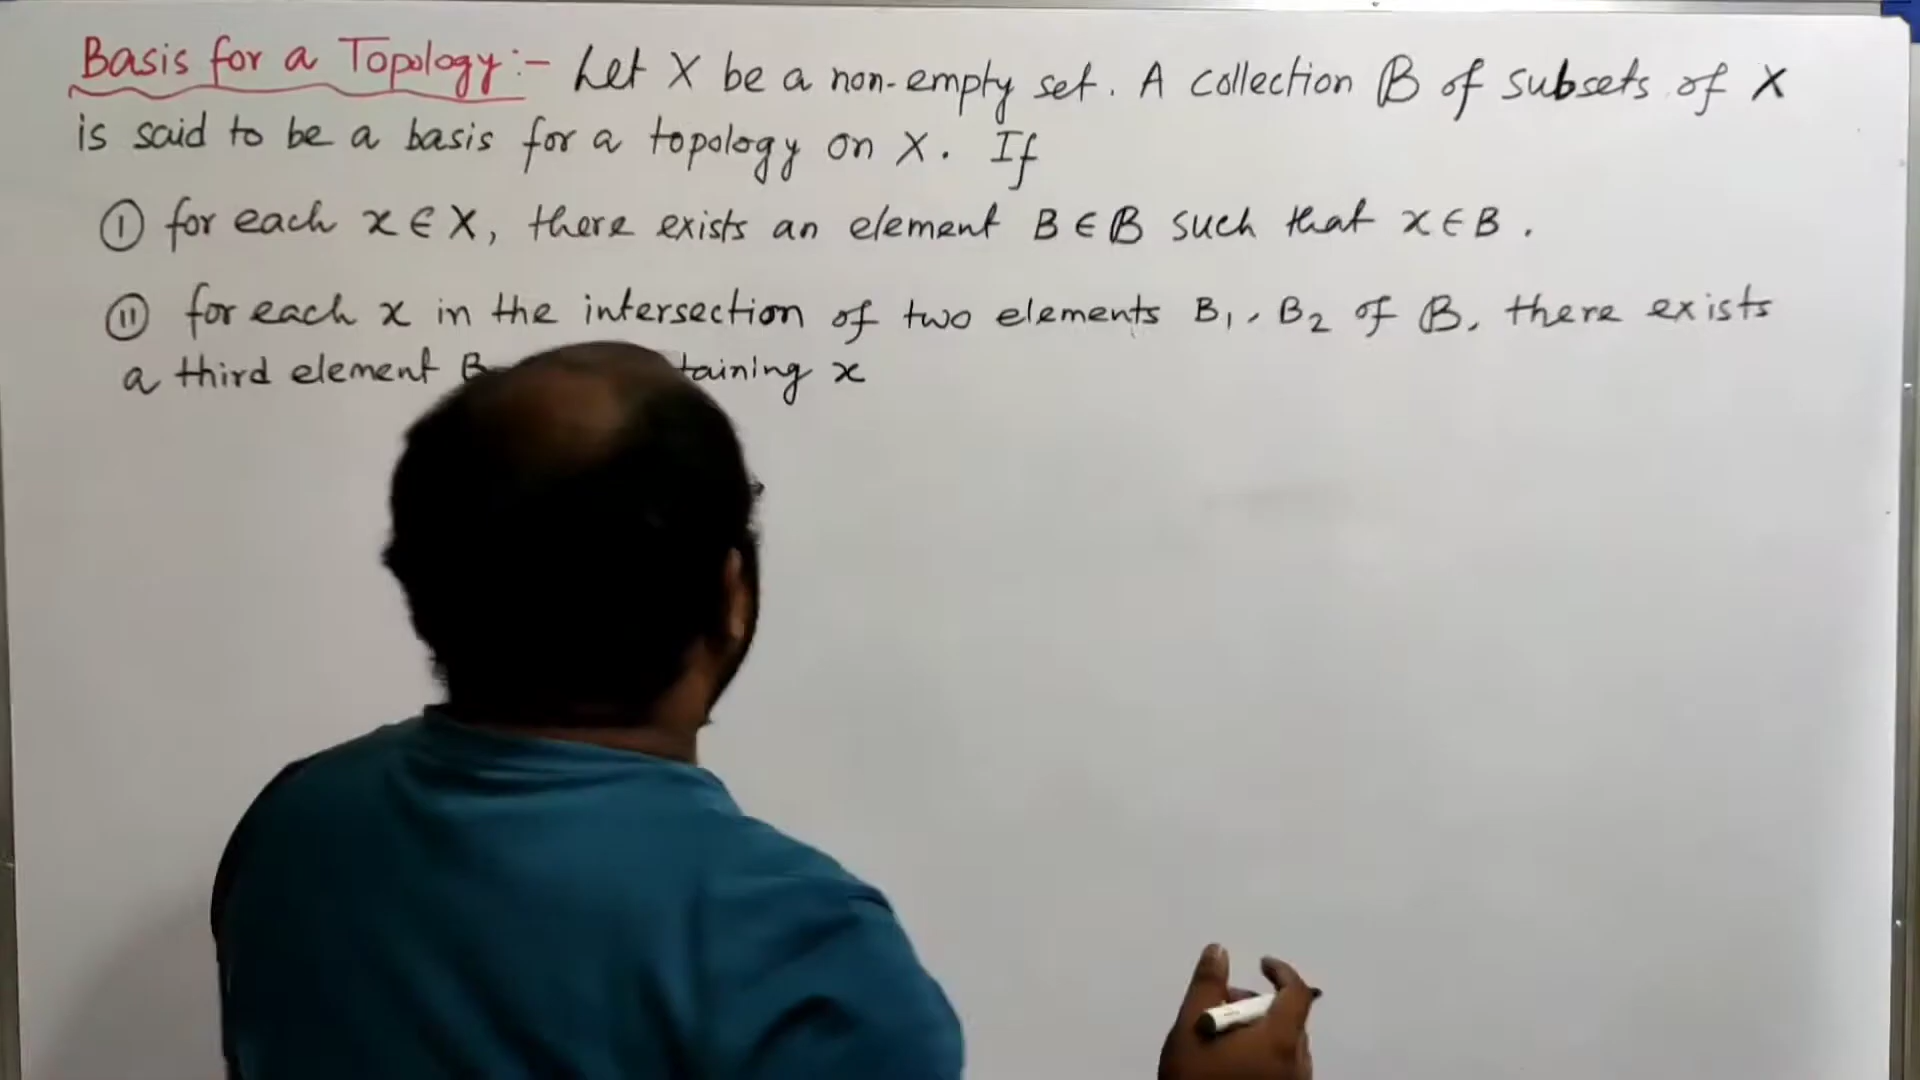 Basis for a Topology :- Let X be a non-empty set. A collection B of subsets of X
is said to be a basis for a topology on X. If
(I) for each x ∈ X, there exists an element B ∈ B such that x ∈ B.
(II) for each x in the intersection of two elements B₁, B₂ of B, there exists
a third element x